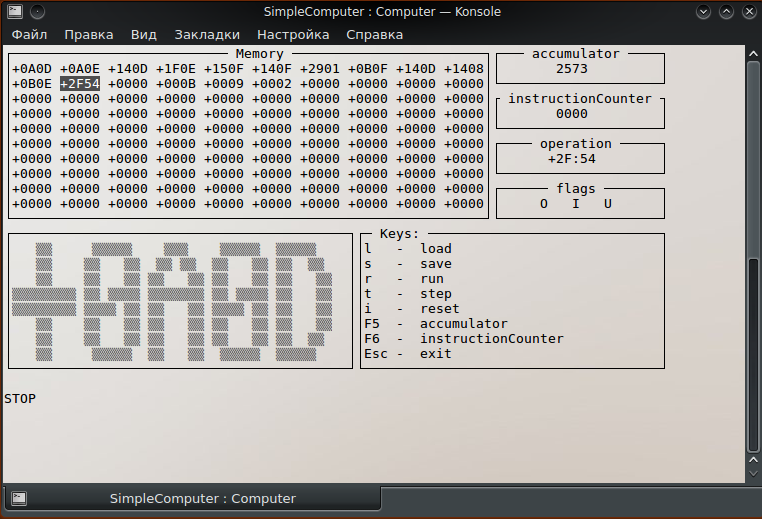 SimpleComputer : Computer — Konsole
Файл Правка Вид Закладки Настройка Справка
Memory
+0A0D +0A0E +140D +1F0E +150F +140F +2901 +0B0F +140D +1408
+0B0E +2F54 +0000 +000B +0009 +0002 +0000 +0000 +0000 +0000
+0000 +0000 +0000 +0000 +0000 +0000 +0000 +0000 +0000 +0000
+0000 +0000 +0000 +0000 +0000 +0000 +0000 +0000 +0000 +0000
+0000 +0000 +0000 +0000 +0000 +0000 +0000 +0000 +0000 +0000
+0000 +0000 +0000 +0000 +0000 +0000 +0000 +0000 +0000 +0000
+0000 +0000 +0000 +0000 +0000 +0000 +0000 +0000 +0000 +0000
+0000 +0000 +0000 +0000 +0000 +0000 +0000 +0000 +0000 +0000
+0000 +0000 +0000 +0000 +0000 +0000 +0000 +0000 +0000 +0000
+0000 +0000 +0000 +0000 +0000 +0000 +0000 +0000 +0000 +0000
accumulator
2573
instructionCounter
0000
operation
+2F:54
flags
O I U
+0A0D
Keys:
l - load
s - save
r - run
t - step
i - reset
F5 - accumulator
F6 - instructionCounter
Esc - exit
STOP
SimpleComputer : Computer